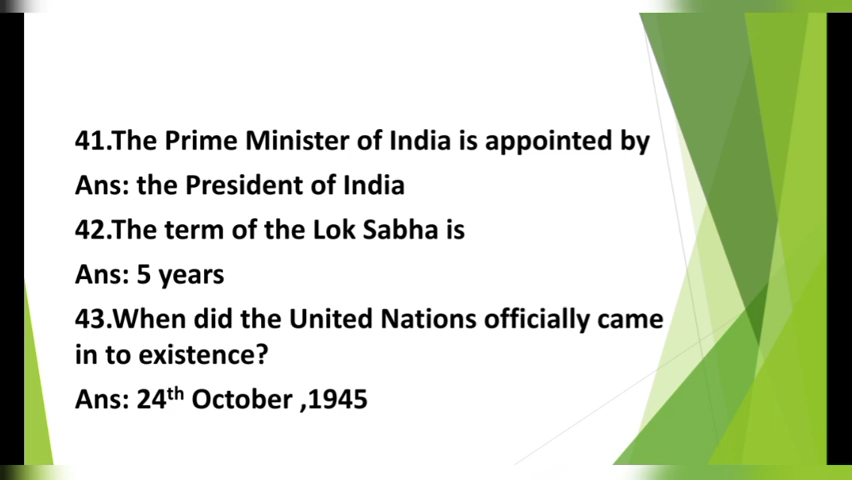 41.The Prime Minister of India is appointed by
Ans: the President of India
42.The term of the Lok Sabha is
Ans: 5 years
43.When did the United Nations officially came
in to existence?
Ans: 24th October ,1945